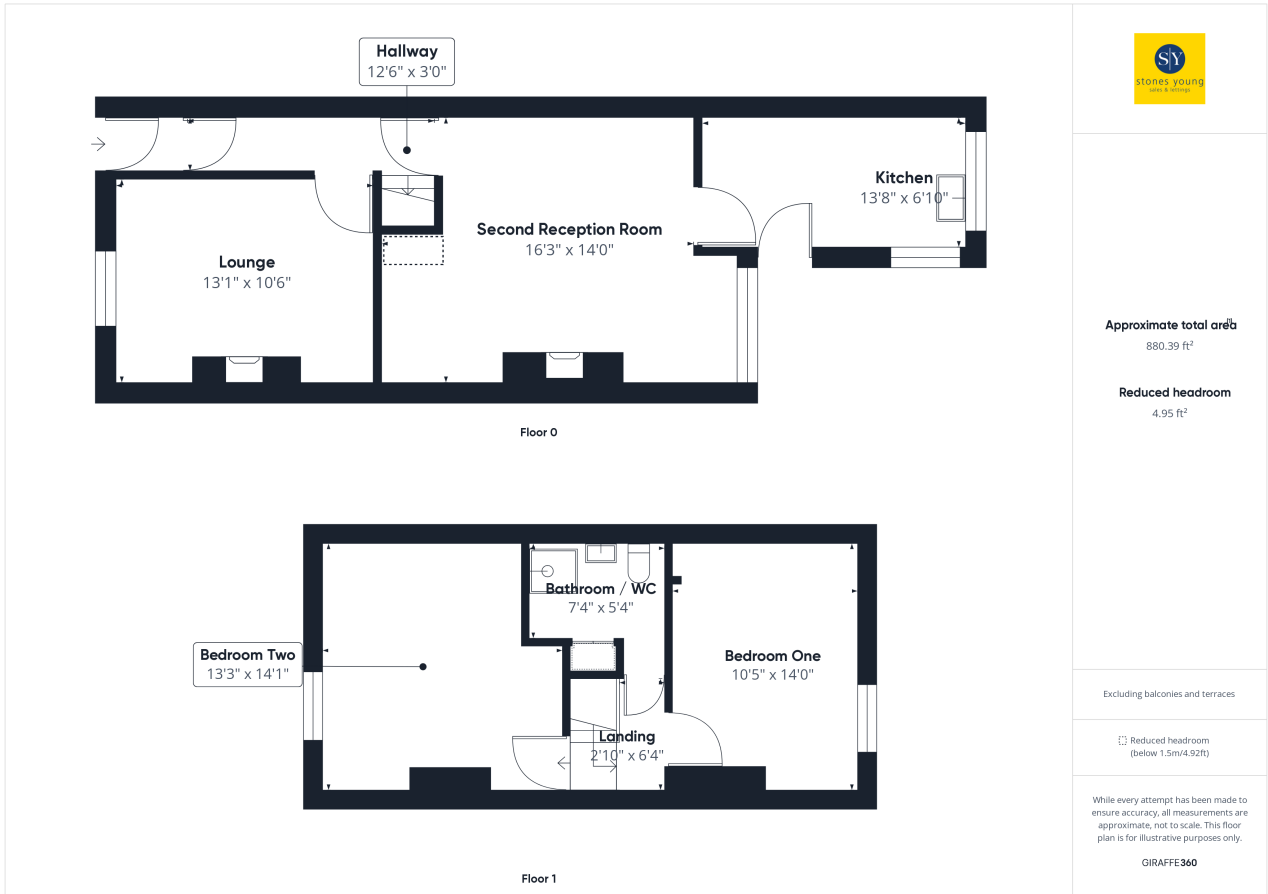 Hallway
12'6" x 3'0"
Kitchen
13'8" x 6'10"
Second Reception Room
16'3" x 14'0"
Lounge
13'1" x 10'6"
Floor 0
Bathroom / WC
7'4" x 5'4"
Bedroom Two
13'3" x 14'1"
Bedroom One
10'5" x 14'0"
Landing
2'10" x 6'4"
Floor 1
S|Y
stones young
sales & lettings
Approximate total area
880.39 ft²
Reduced headroom
4.95 ft²
Excluding balconies and terraces
Reduced headroom
(below 1.5m/4.92ft)
While every attempt has been made to
ensure accuracy, all measurements are
approximate, not to scale. This floor
plan is for illustrative purposes only.
GIRAFFE360